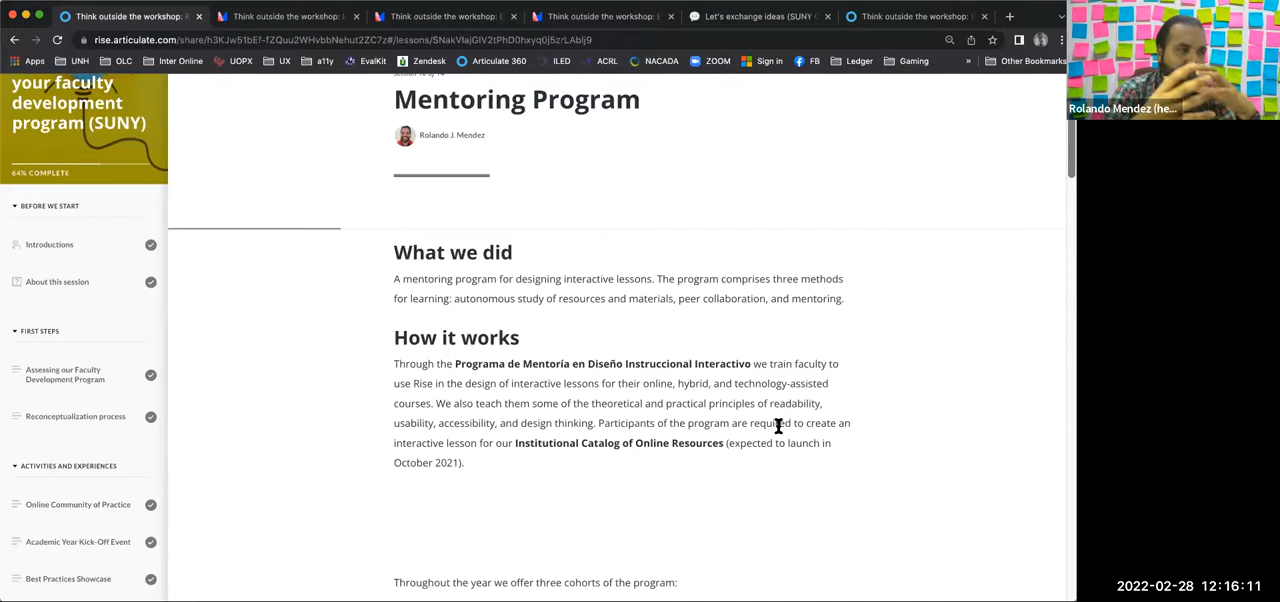 Think outside the workshop: R
Think outside the workshop: I
Think outside the workshop: E
Think outside the workshop: E
Let's exchange ideas (SUNY C
Think outside the workshop: I
rise.articulate.com/share/h3KJw51bEf-fZQuu2WHvbbNehut2ZC7z#/lessons/SNakVIajGIV2tPhD0hxyq0j5zrLAblj9
Apps
UNH
OLC
Inter Online
UOPX
UX
a11y
EvalKit
Zendesk
Articulate 360
ILED
ACRL
NACADA
ZOOM
Sign in
FB
Ledger
Gaming
»
Other Bookmarks
Rolando Mendez (he...
your faculty
development
program (SUNY)
64% COMPLETE
BEFORE WE START
Introductions
About this session
FIRST STEPS
Assessing our Faculty
Development Program
Reconceptualization process
ACTIVITIES AND EXPERIENCES
Online Community of Practice
Academic Year Kick-Off Event
Best Practices Showcase
Mentoring Program
Rolando J. Mendez
What we did
A mentoring program for designing interactive lessons. The program comprises three methods
for learning: autonomous study of resources and materials, peer collaboration, and mentoring.
How it works
Through the Programa de Mentoría en Diseño Instruccional Interactivo we train faculty to
use Rise in the design of interactive lessons for their online, hybrid, and technology-assisted
courses. We also teach them some of the theoretical and practical principles of readability,
usability, accessibility, and design thinking. Participants of the program are required to create an
interactive lesson for our Institutional Catalog of Online Resources (expected to launch in
October 2021).
Throughout the year we offer three cohorts of the program:
2022-02-28 12:16:11